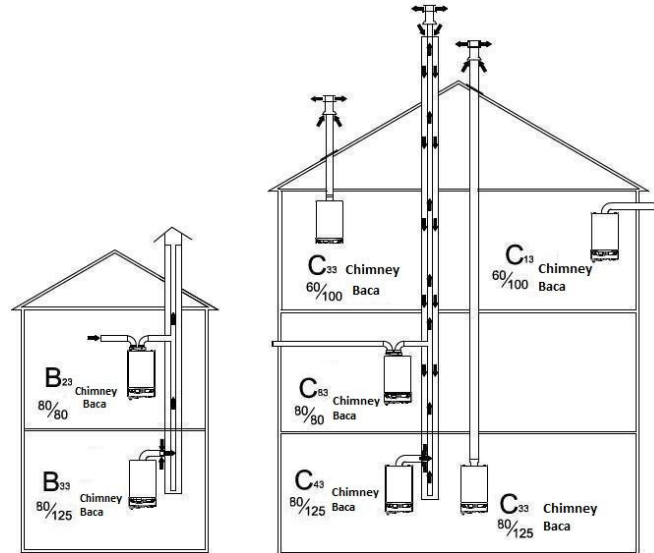 C33 Chimney
60/100 Baca
C13 Chimney
60/100 Baca
B23 Chimney
80/80 Baca
C83 Chimney
80/80 Baca
B33 Chimney
80/125 Baca
C43 Chimney
80/125 Baca
C33 Chimney
80/125 Baca